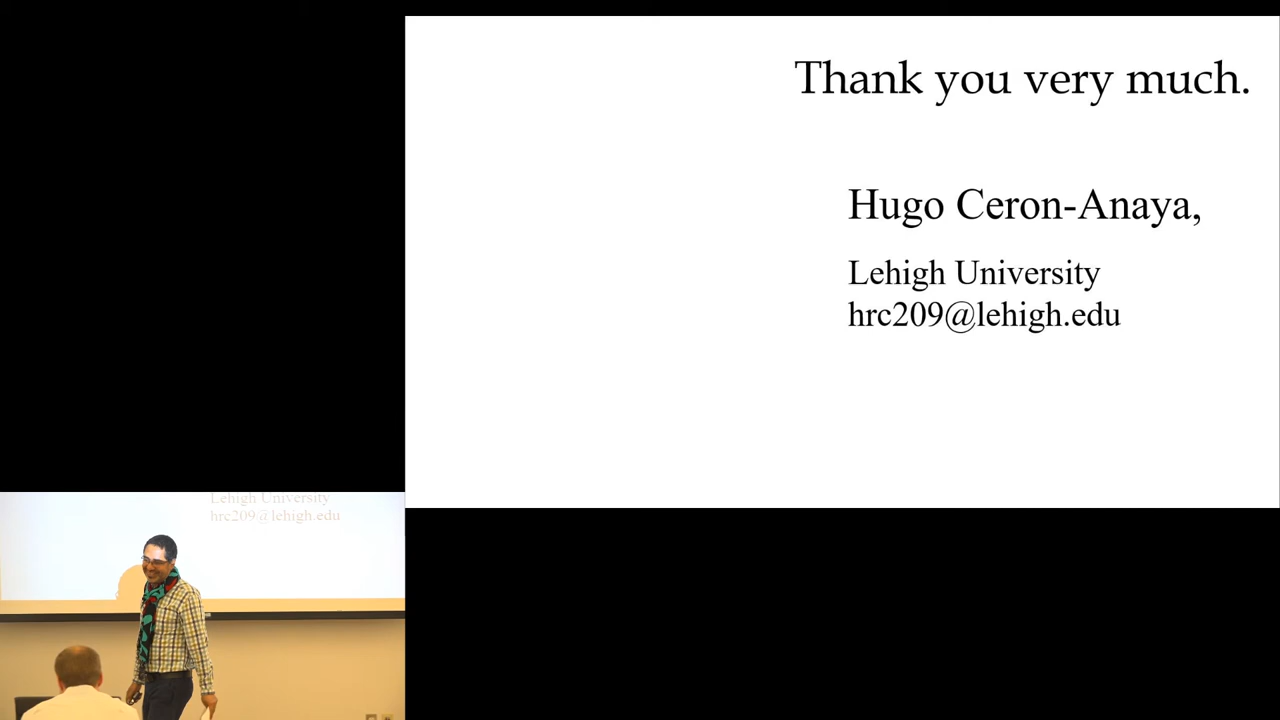 Thank you very much.
Hugo Ceron-Anaya,
Lehigh University
hrc209@lehigh.edu
Lehigh University
hrc209@lehigh.edu